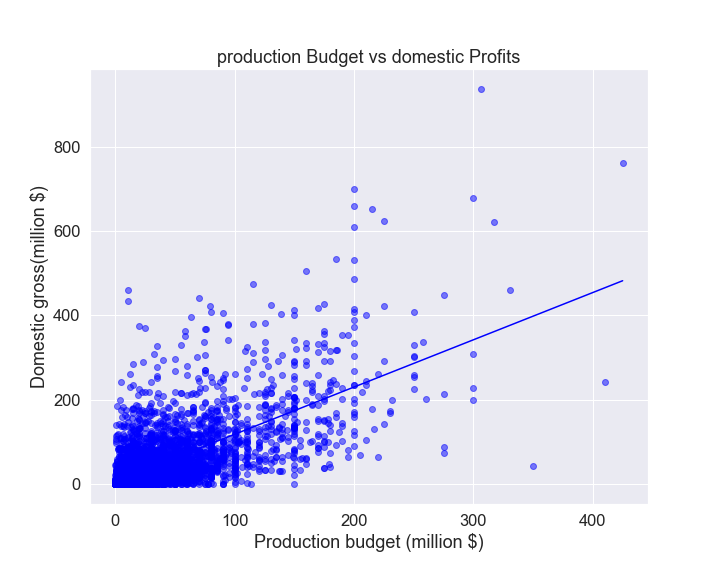 production Budget vs domestic Profits
Domestic gross(million $)
800
600
400
200
0
0 100 200 300 400
Production budget (million $)